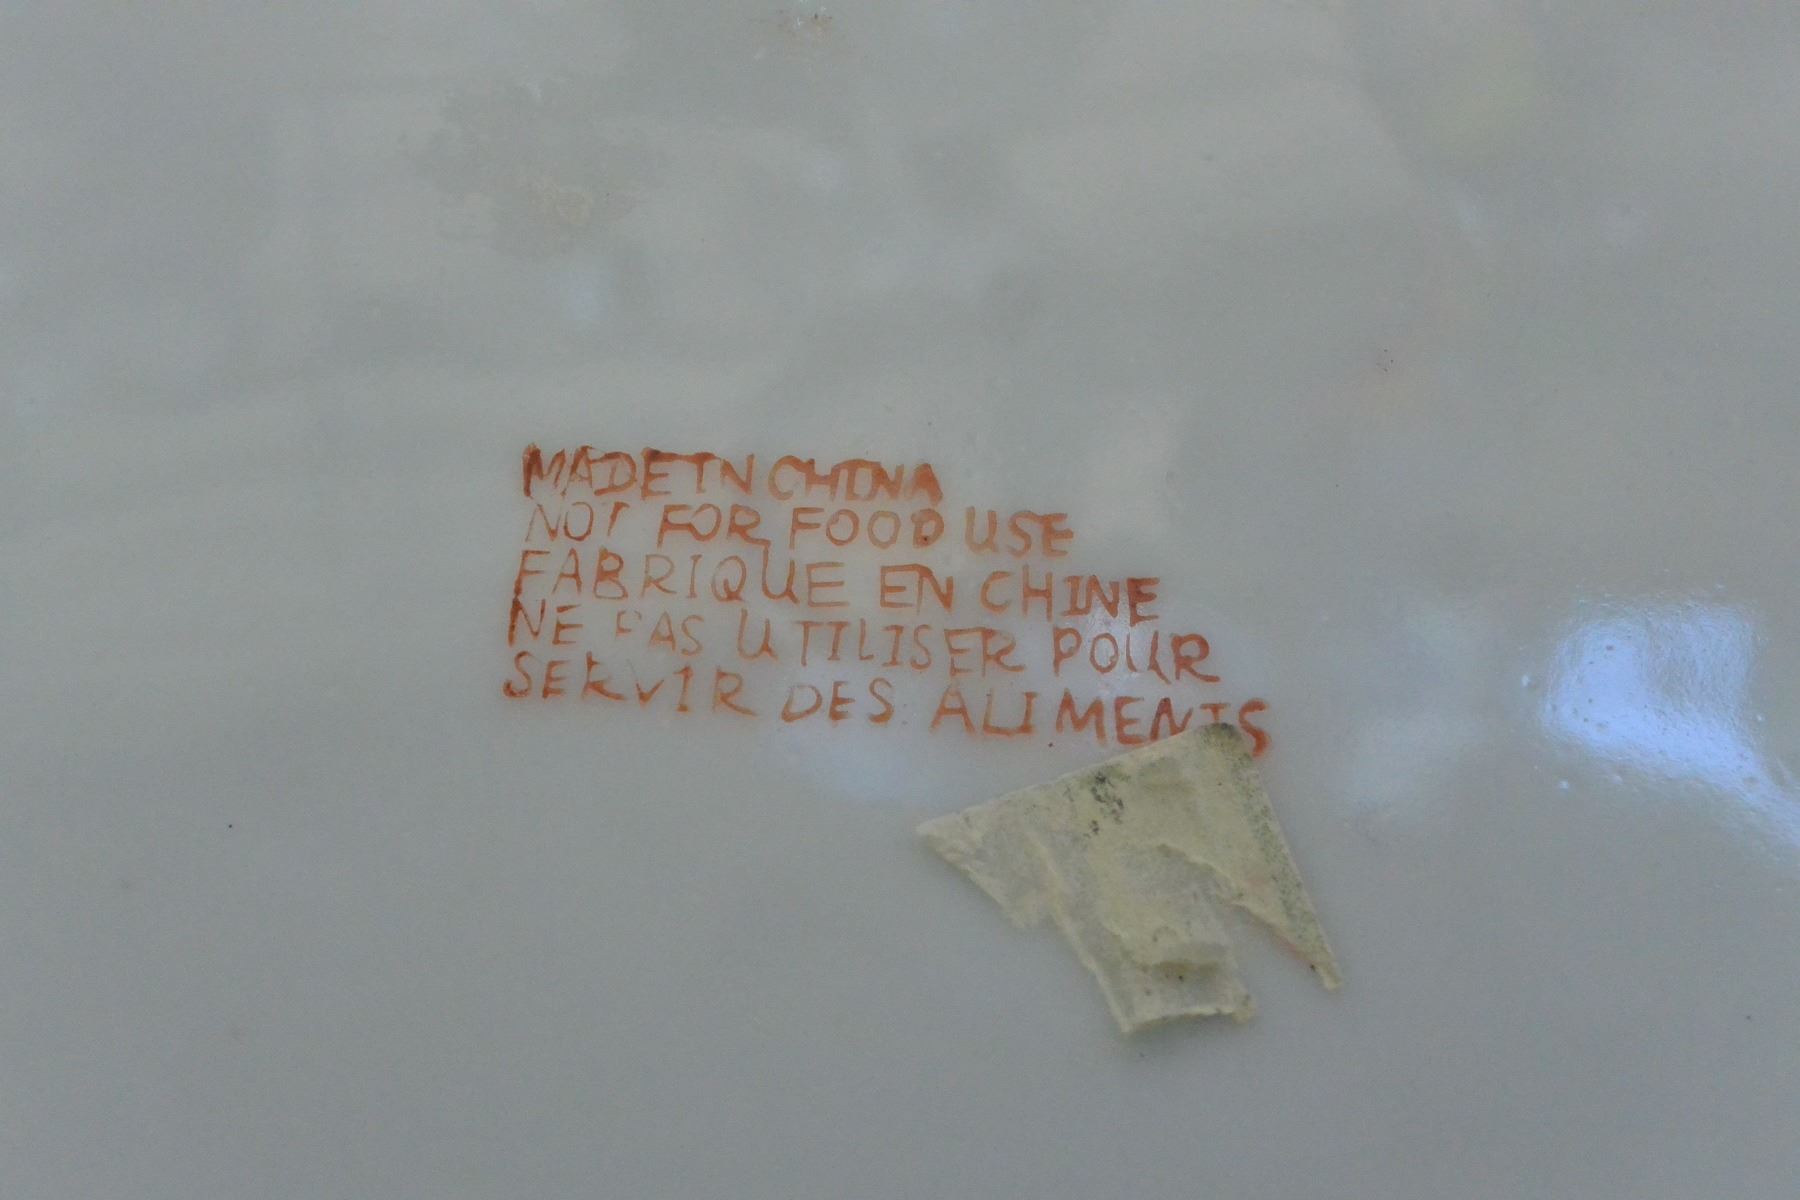 MADE IN CHINA
NOT FOR FOOD USE
FABRIQUE EN CHINE
NE PAS UTILISER POUR
SERVIR DES ALIMENTS